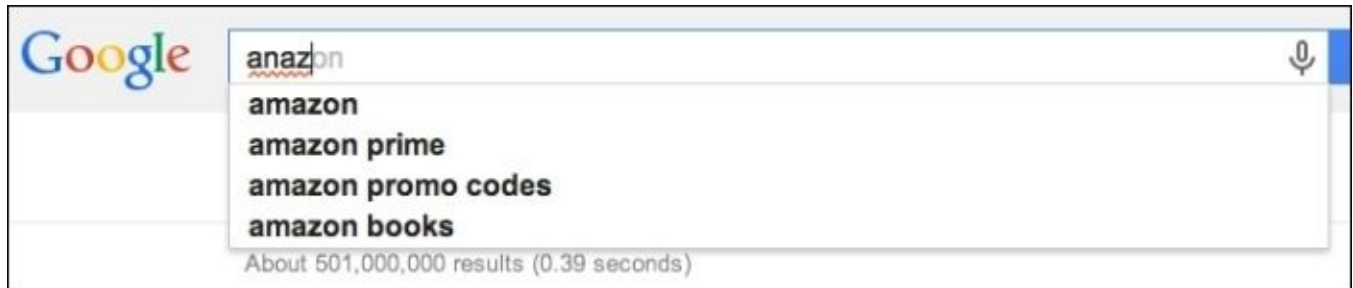 Google
anazon
amazon
amazon prime
amazon promo codes
amazon books
About 501,000,000 results (0.39 seconds)